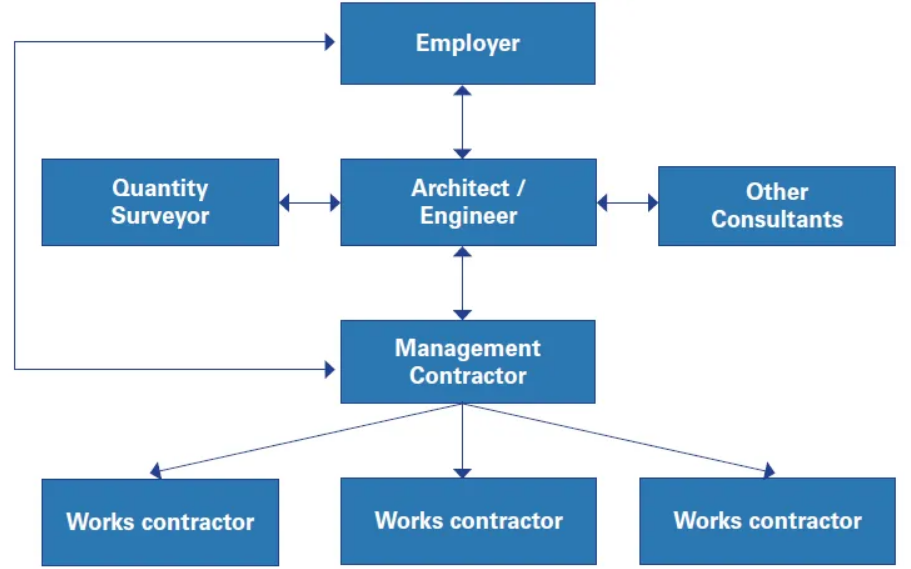 Employer
Quantity
Surveyor
Architect /
Engineer
Other
Consultants
Management
Contractor
Works contractor
Works contractor
Works contractor